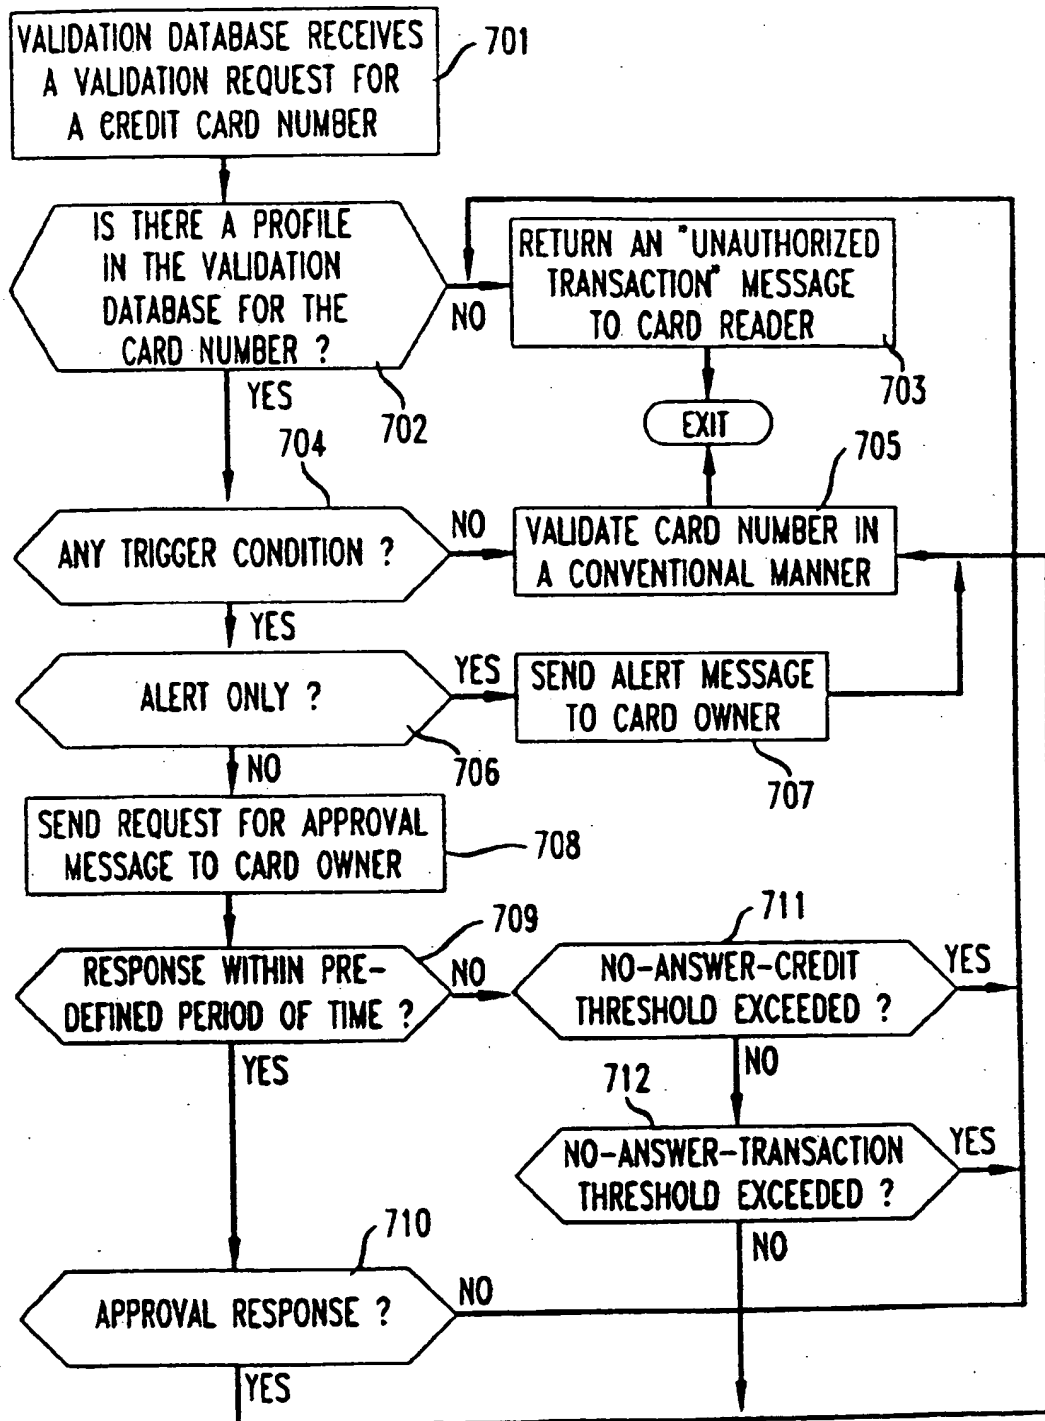 VALIDATION DATABASE RECEIVES
A VALIDATION REQUEST FOR
A CREDIT CARD NUMBER
701
IS THERE A PROFILE
IN THE VALIDATION
DATABASE FOR THE
CARD NUMBER ?
702
NO
RETURN AN "UNAUTHORIZED
TRANSACTION" MESSAGE
TO CARD READER
703
YES
EXIT
704
705
ANY TRIGGER CONDITION ?
NO
VALIDATE CARD NUMBER IN
A CONVENTIONAL MANNER
YES
ALERT ONLY ?
706
YES
SEND ALERT MESSAGE
TO CARD OWNER
707
NO
SEND REQUEST FOR APPROVAL
MESSAGE TO CARD OWNER
708
709
RESPONSE WITHIN PRE-
DEFINED PERIOD OF TIME ?
NO
711
NO-ANSWER-CREDIT
THRESHOLD EXCEEDED ?
YES
YES
NO
712
NO-ANSWER-TRANSACTION
THRESHOLD EXCEEDED ?
YES
NO
710
APPROVAL RESPONSE ?
NO
YES